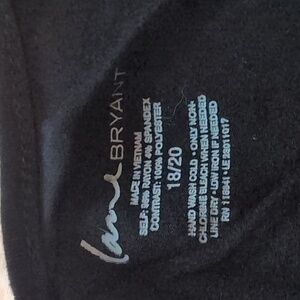 lane BRYANT
MADE IN VIETNAM
SELF: 96% RAYON 4% SPANDEX
CONTRAST: 100% POLYESTER
18/20
HAND WASH COLD • ONLY NON-
CHLORINE BLEACH WHEN NEEDED
LINE DRY • LOW IRON IF NEEDED